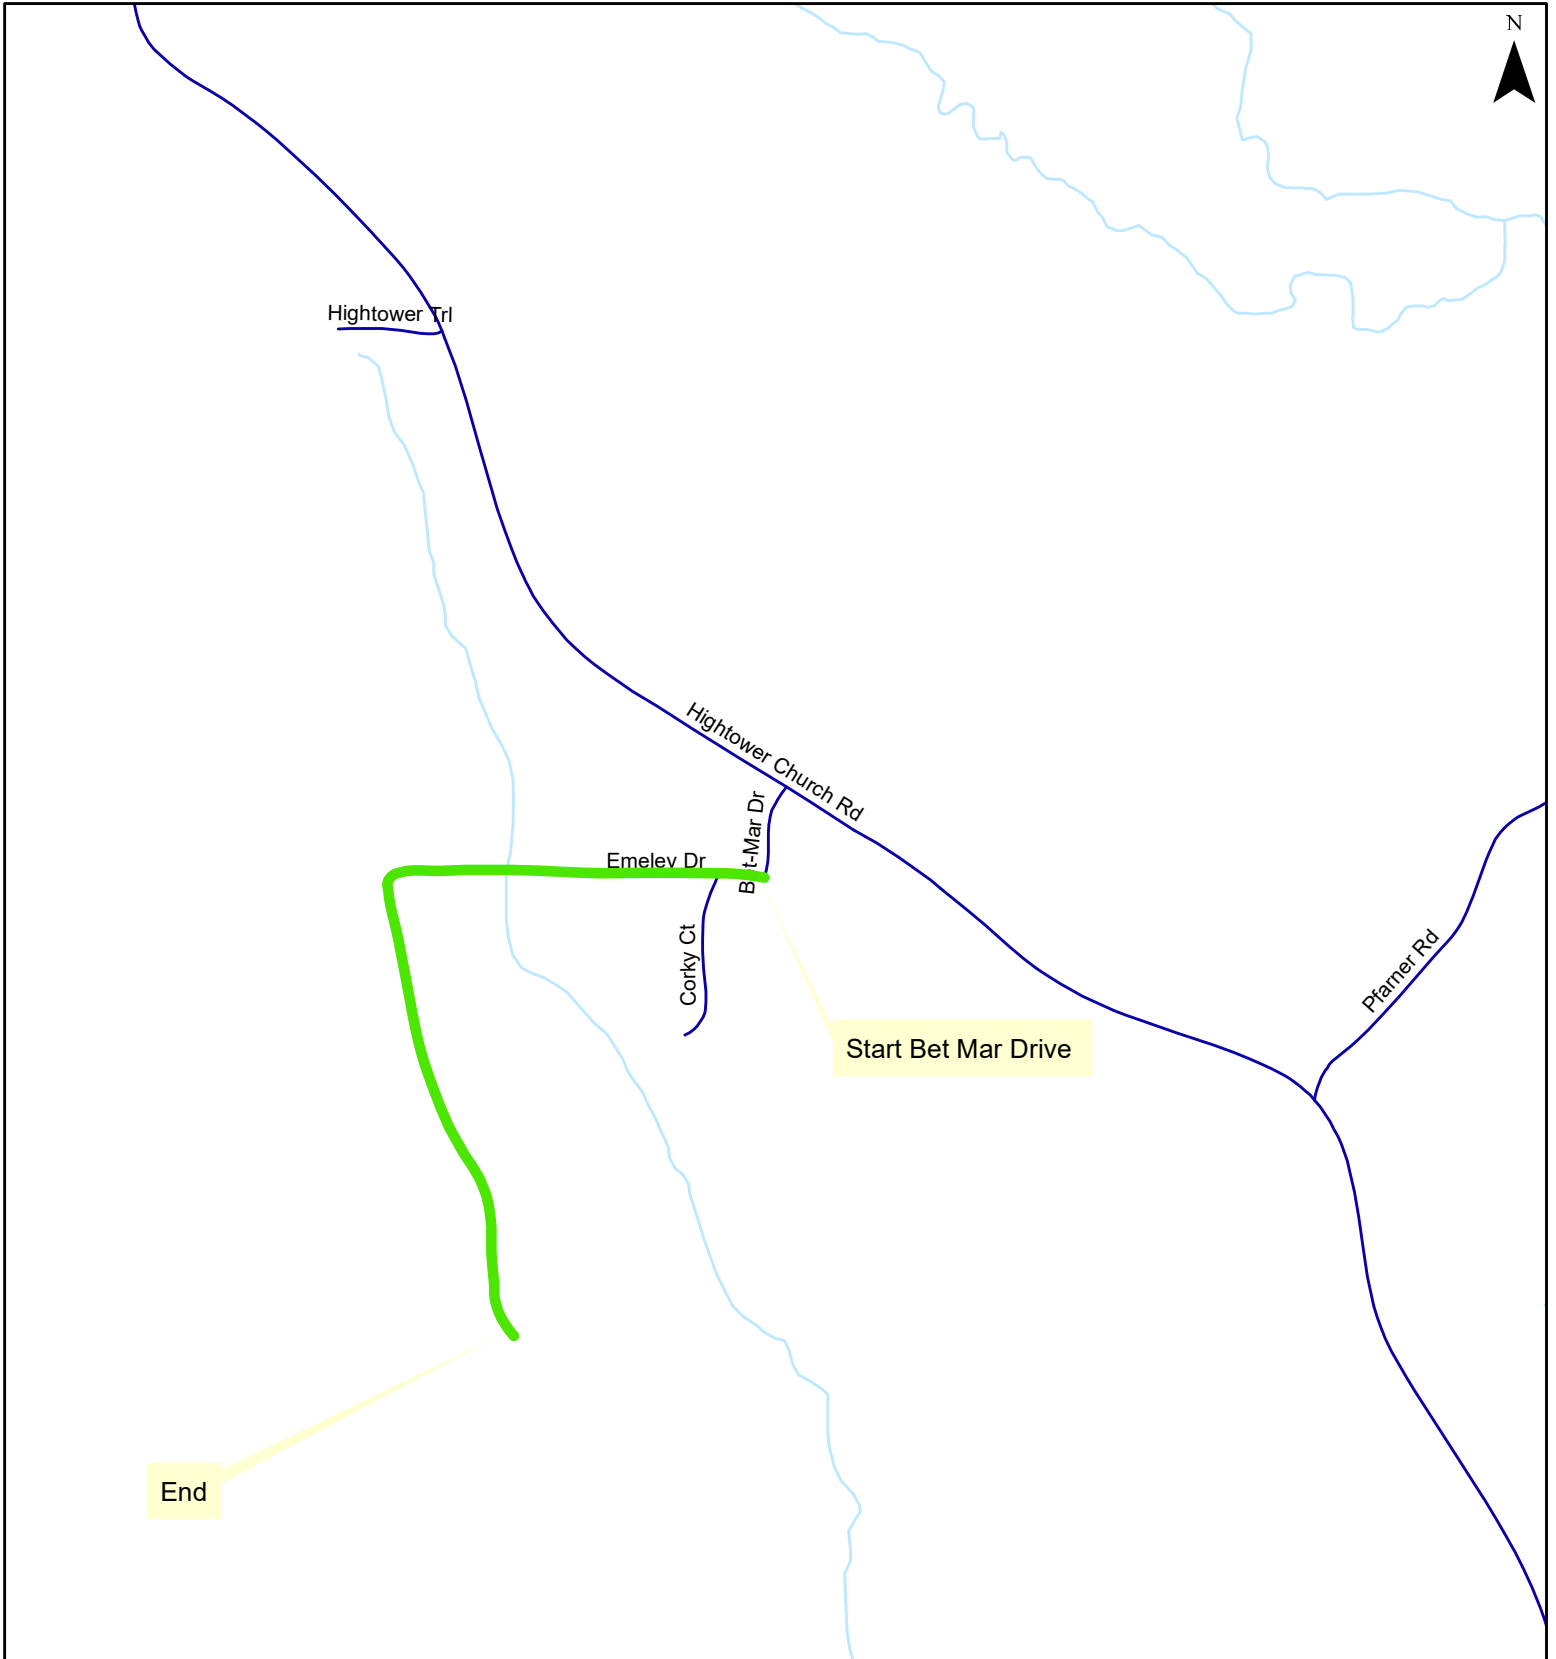 N
Hightower Trl
Hightower Church Rd
Bet-Mar Dr
Emeley Dr
Corky Ct
Pfarner Rd
Start Bet Mar Drive
End